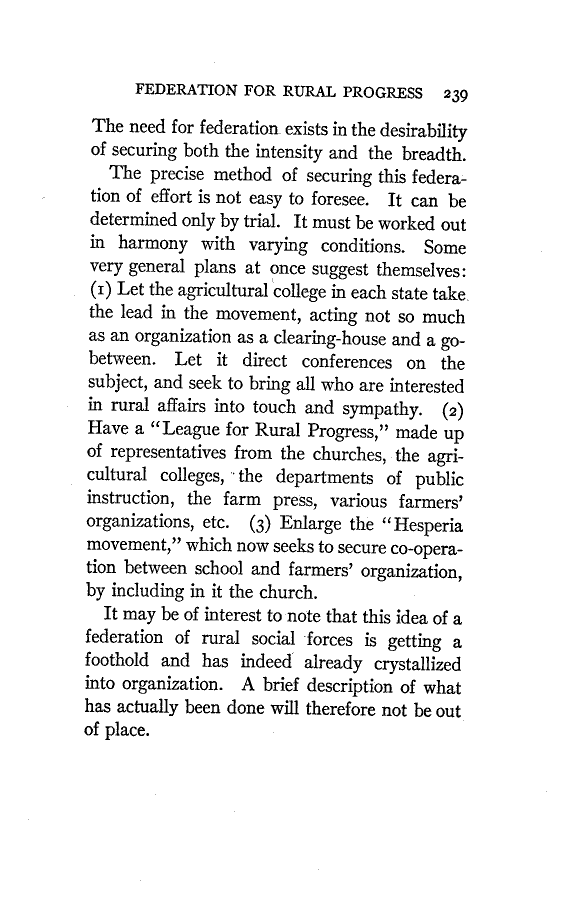 FEDERATION FOR RURAL PROGRESS 239
The need for federation exists in the desirability
of securing both the intensity and the breadth.
The precise method of securing this federa-
tion of effort is not easy to foresee. It can be
determined only by trial. It must be worked out
in harmony with varying conditions. Some
very general plans at once suggest themselves:
(1) Let the agricultural college in each state take
the lead in the movement, acting not so much
as an organization as a clearing-house and a go-
between. Let it direct conferences on the
subject, and seek to bring all who are interested
in rural affairs into touch and sympathy. (2)
Have a "League for Rural Progress," made up
of representatives from the churches, the agri-
cultural colleges, the departments of public
instruction, the farm press, various farmers'
organizations, etc. (3) Enlarge the "Hesperia
movement," which now seeks to secure co-opera-
tion between school and farmers' organization,
by including in it the church.
It may be of interest to note that this idea of a
federation of rural social forces is getting a
foothold and has indeed already crystallized
into organization. A brief description of what
has actually been done will therefore not be out
of place.